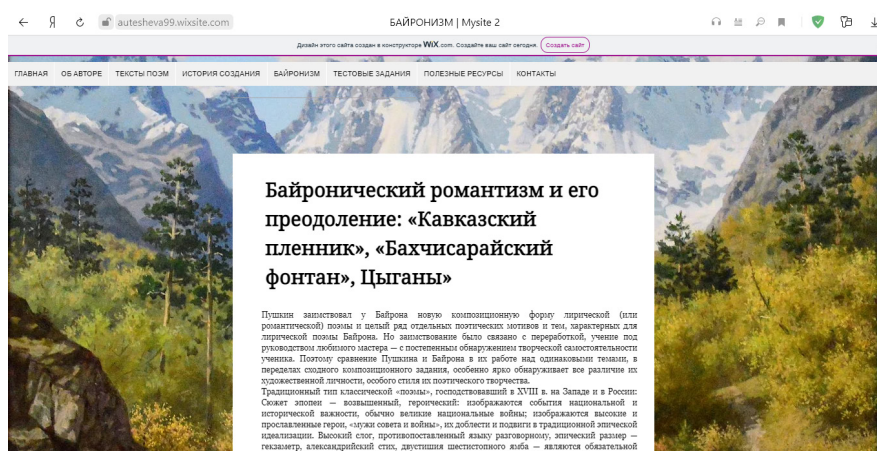 autesheva99.wixsite.com
БАЙРОНИЗМ | Mysite 2
Дизайн этого сайта создан в конструкторе WiX.com. Создайте ваш сайт сегодня. Создать сайт
ГЛАВНАЯ ОБ АВТОРЕ ТЕКСТЫ ПОЭМ ИСТОРИЯ СОЗДАНИЯ БАЙРОНИЗМ ТЕСТОВЫЕ ЗАДАНИЯ ПОЛЕЗНЫЕ РЕСУРСЫ КОНТАКТЫ
Байронический романтизм и его
преодоление: «Кавказский
пленник», «Бахчисарайский
фонтан», Цыганы»
Пушкин заимствовал у Байрона новую композиционную форму лирической (или
романтической) поэмы и целый ряд отдельных поэтических мотивов и тем, характерных для
лирической поэмы Байрона. Но заимствование было связано с переработкой, учение под
руководством любимого мастера — с постепенным обнаружением творческой самостоятельности
ученика. Поэтому сравнение Пушкина и Байрона в их работе над одинаковыми темами, в
переделах сходного композиционного задания, особенно ярко обнаруживает все различие их
художественной личности, особого стиля их поэтического творчества.
Традиционный тип классической «поэмы», господствовавший в XVIII в. на Западе и в России:
Сюжет эпопеи — возвышенный, героический: изображаются события национальной и
исторической важности, обычно великие национальные войны; изображаются высокие и
прославленные герои, «мужи совета и войны», их доблести и подвиги в традиционной эпической
идеализации. Высокий слог, противопоставленный языку разговорному, эпический размер —
гекзаметр, александрийский стих, двустишия шестистопного ямба — являются обязательной